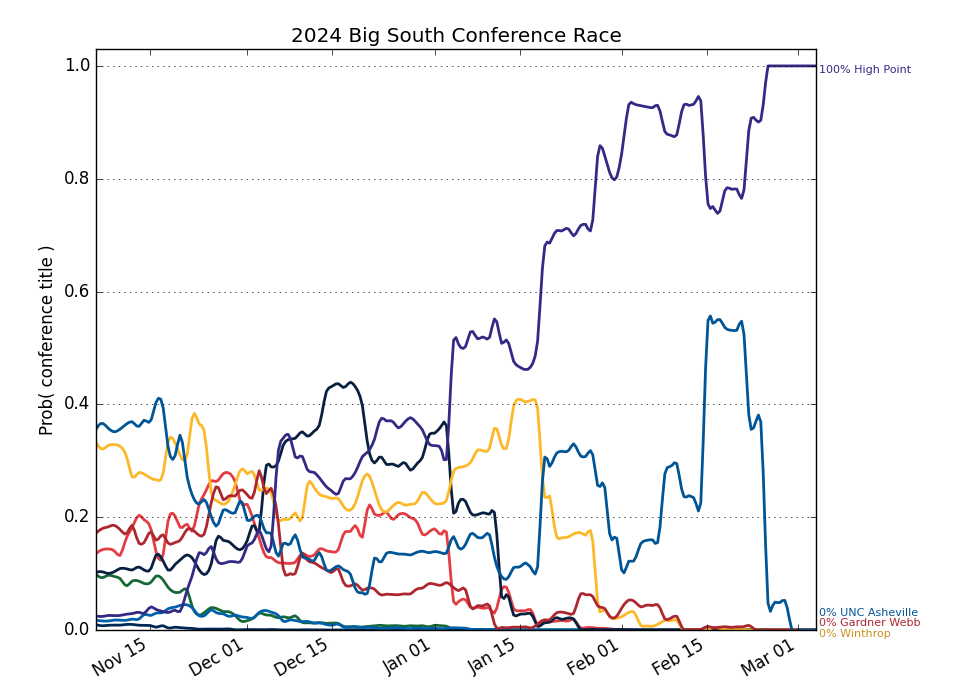 2024 Big South Conference Race
Prob( conference title )
1.0
0.8
0.6
0.4
0.2
0.0
Nov 15
Dec 01
Dec 15
Jan 01
Jan 15
Feb 01
Feb 15
Mar 01
100% High Point
0% UNC Asheville
0% Gardner Webb
0% Winthrop